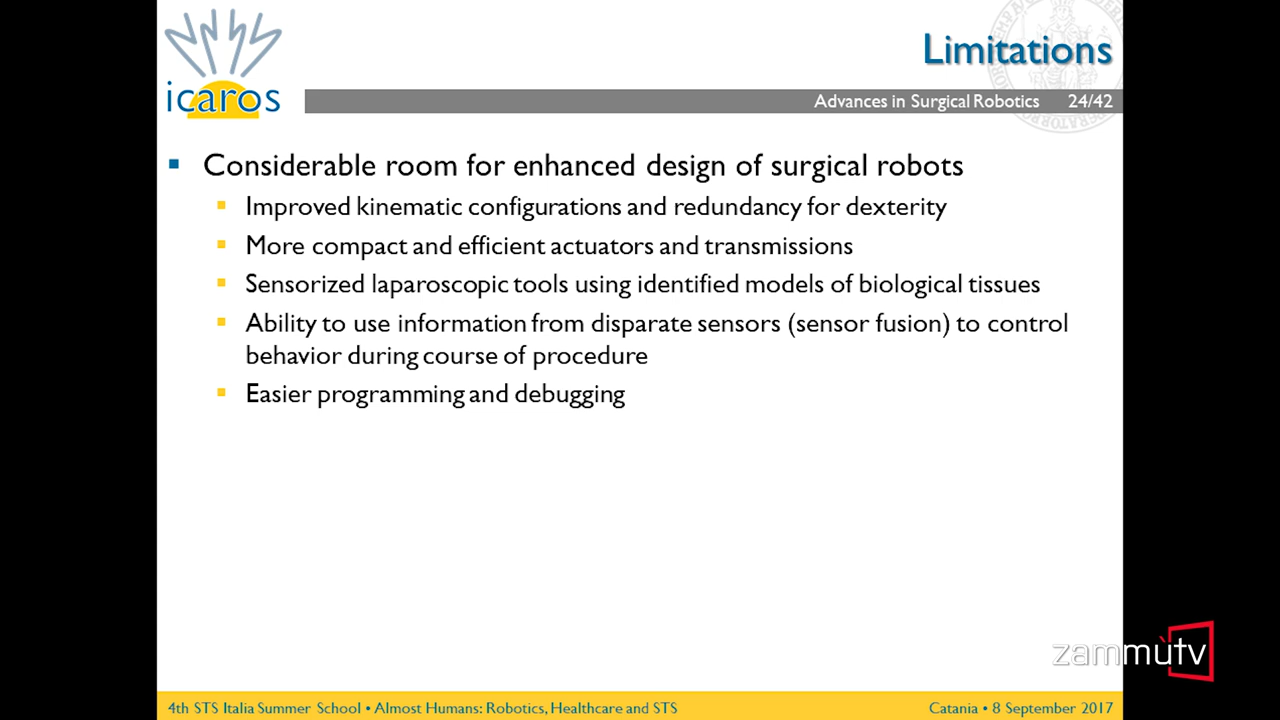 icaros
Limitations
Advances in Surgical Robotics 24/42
Considerable room for enhanced design of surgical robots
Improved kinematic configurations and redundancy for dexterity
More compact and efficient actuators and transmissions
Sensorized laparoscopic tools using identified models of biological tissues
Ability to use information from disparate sensors (sensor fusion) to control
behavior during course of procedure
Easier programming and debugging
zammùtv
4th STS Italia Summer School • Almost Humans: Robotics, Healthcare and STS
Catania • 8 September 2017